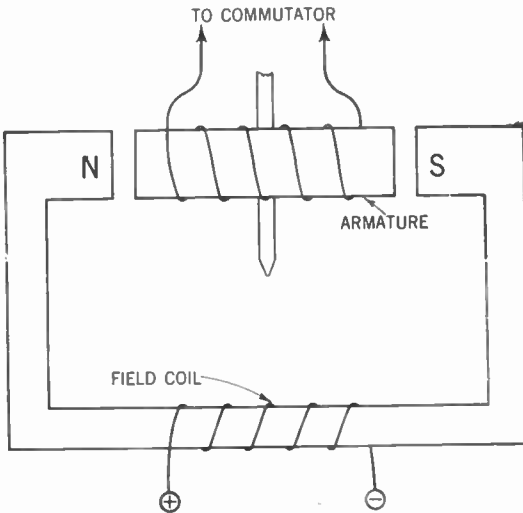 TO COMMUTATOR
N
S
ARMATURE
FIELD COIL
+
−